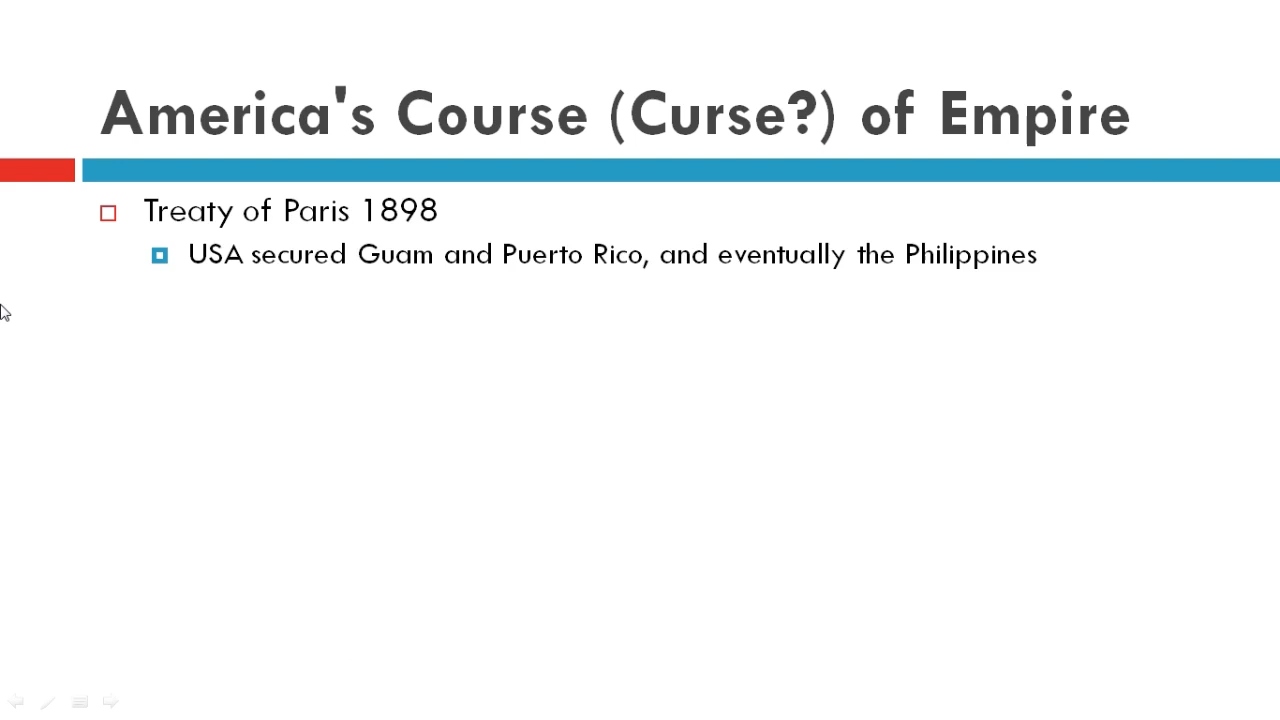 America's Course (Curse?) of Empire
Treaty of Paris 1898
USA secured Guam and Puerto Rico, and eventually the Philippines